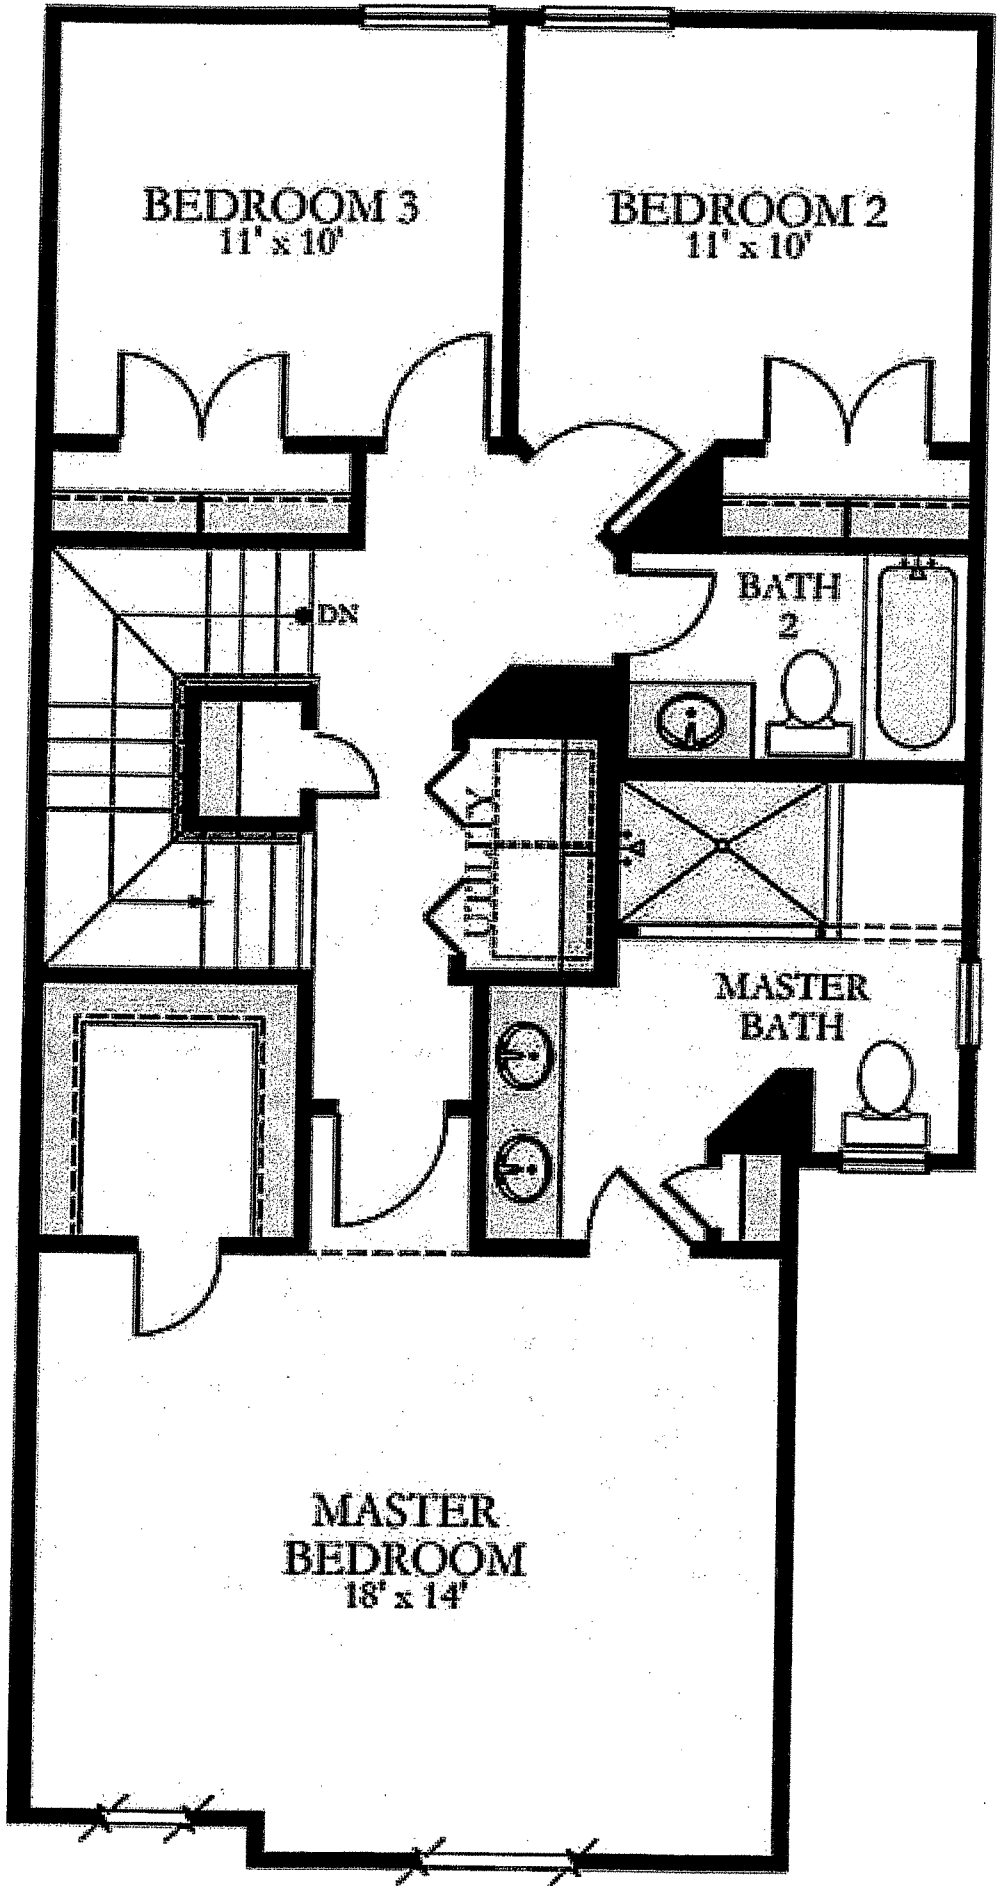 BEDROOM 3
11' x 10'
BEDROOM 2
11' x 10'
DN
BATH
2
UTILITY
MASTER
BATH
MASTER
BEDROOM
18' x 14'